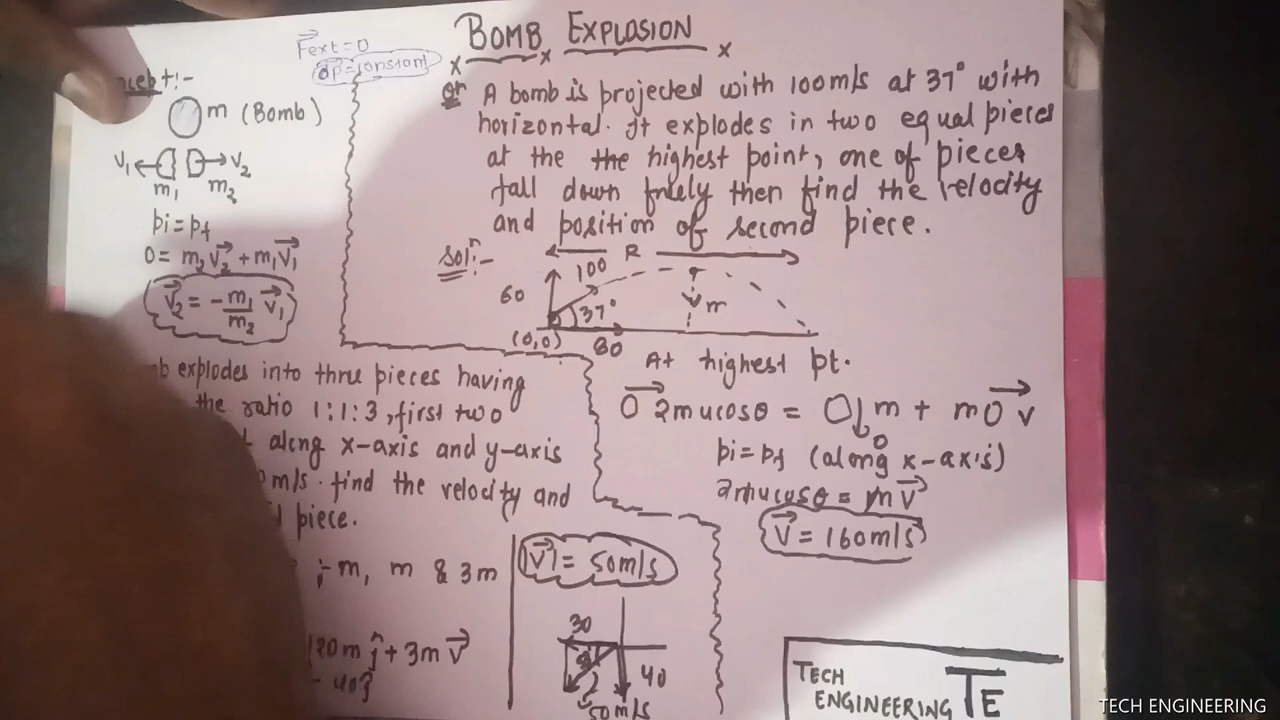 BOMB EXPLOSION
Fext = 0
dp = constant
m (Bomb)
V₁ V₂
m₁ m₂
pi = pf
0 = m₂V₂ + m₁V₁
V₂ = -m₁/m₂ V₁
A bomb is projected with 100m/s at 37° with
horizontal. It explodes in two equal pieces
at the the highest point, one of pieces
fall down freely then find the velocity
and position of second piece.
Solⁿ:-
R
100
60
37°
m
(0,0)
80
At highest pt.
2mucosθ = m + m v
0
pi = pf (along x-axis)
2mucosθ = mV
V = 160m/s
explodes into three pieces having
the ratio 1:1:3, first two
along x-axis and y-axis
m/s. find the velocity and
piece.
:- m, m & 3m
120m ĵ + 3m V
- 40ĵ
|V| = 50m/s
30
40
50m/s
TECH
ENGINEERING TE
TECH ENGINEERING